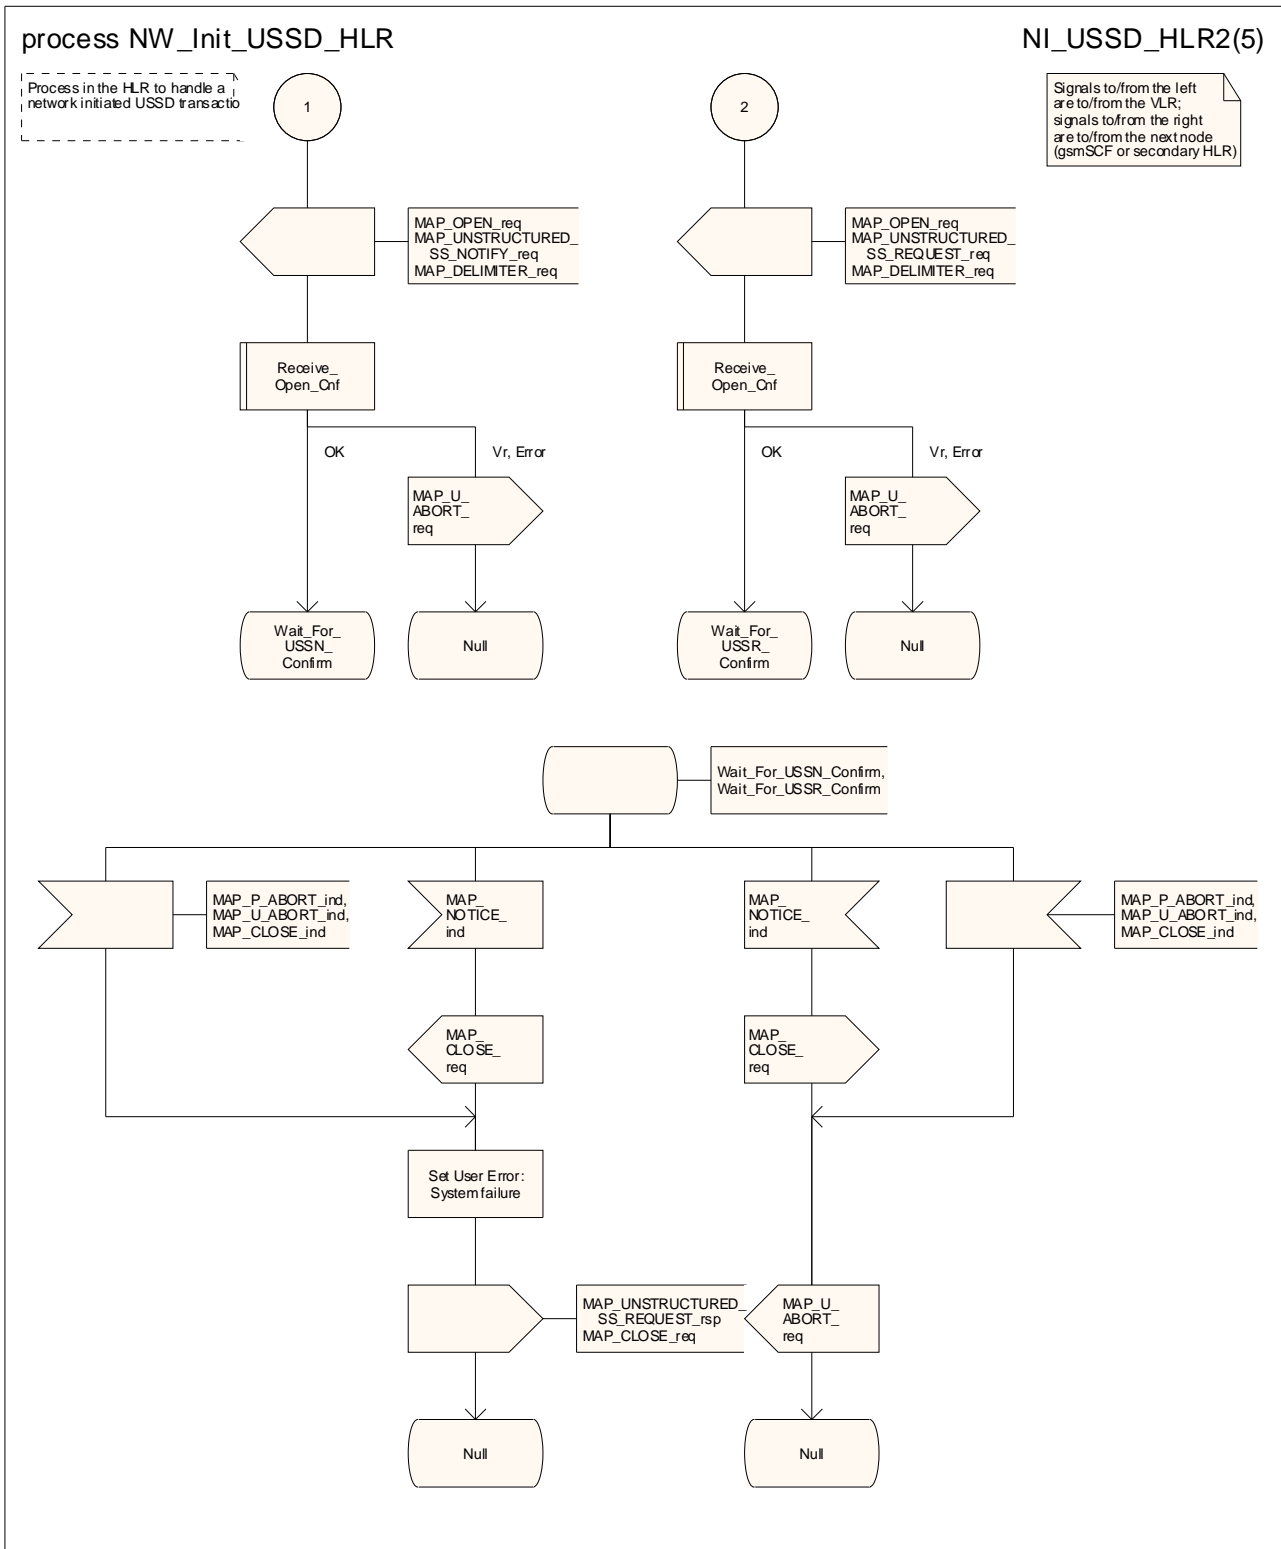 process NW_Init_USSD_HLR
NI_USSD_HLR2(5)
Process in the HLR to handle a
network initiated USSD transactio
1
2
Signals to/from the left
are to/from the VLR;
signals to/from the right
are to/from the next node
(gsmSCF or secondary HLR)
MAP_OPEN_req
MAP_UNSTRUCTURED_
SS_NOTIFY_req
MAP_DELIMITER_req
MAP_OPEN_req
MAP_UNSTRUCTURED_
SS_REQUEST_req
MAP_DELIMITER_req
Receive_
Open_Cnf
Receive_
Open_Cnf
OK
Vr, Error
OK
Vr, Error
MAP_U_
ABORT_
req
MAP_U_
ABORT_
req
Wait_For_
USSN_
Confirm
Null
Wait_For_
USSR_
Confirm
Null
Wait_For_USSN_Confirm,
Wait_For_USSR_Confirm
MAP_P_ABORT_ind,
MAP_U_ABORT_ind,
MAP_CLOSE_ind
MAP_
NOTICE_
ind
MAP_
NOTICE_
ind
MAP_P_ABORT_ind,
MAP_U_ABORT_ind,
MAP_CLOSE_ind
MAP_
CLOSE_
req
MAP_
CLOSE_
req
Set User Error:
System failure
MAP_UNSTRUCTURED_
SS_REQUEST_rsp
MAP_CLOSE_req
MAP_U_
ABORT_
req
Null
Null